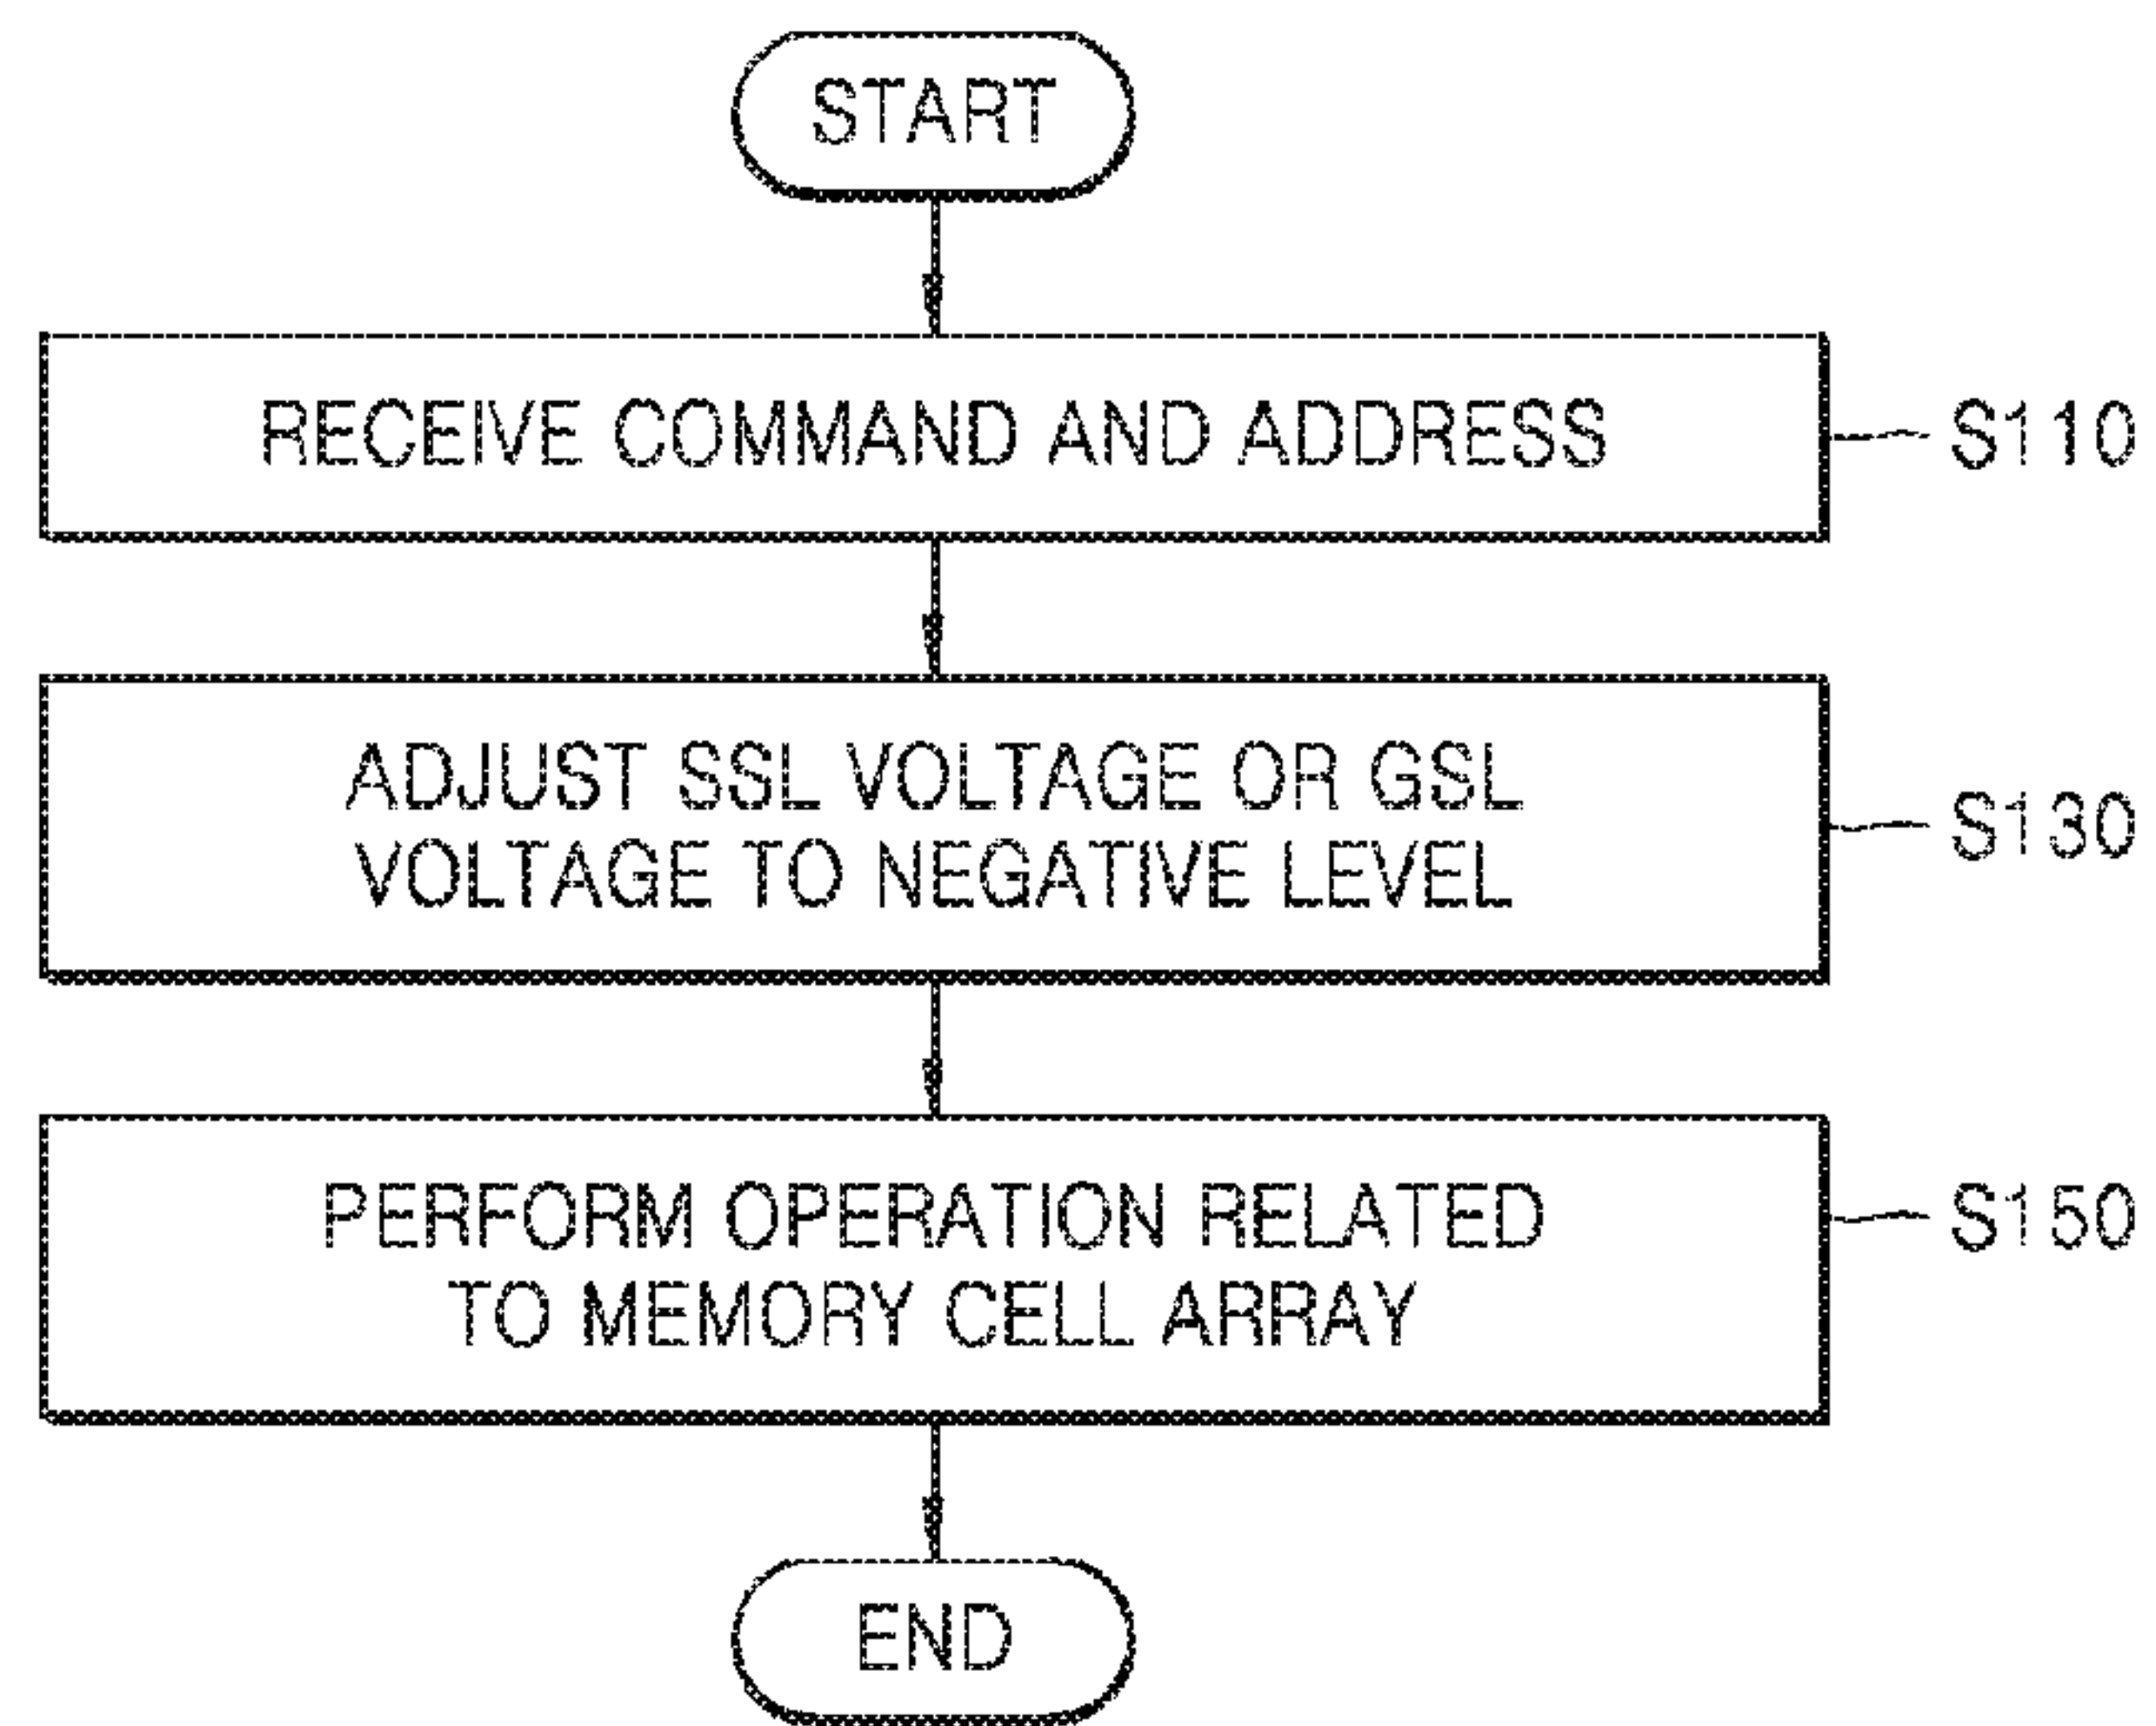 START
RECEIVE COMMAND AND ADDRESS
S110
ADJUST SSL VOLTAGE OR GSL
VOLTAGE TO NEGATIVE LEVEL
S130
PERFORM OPERATION RELATED
TO MEMORY CELL ARRAY
S150
END